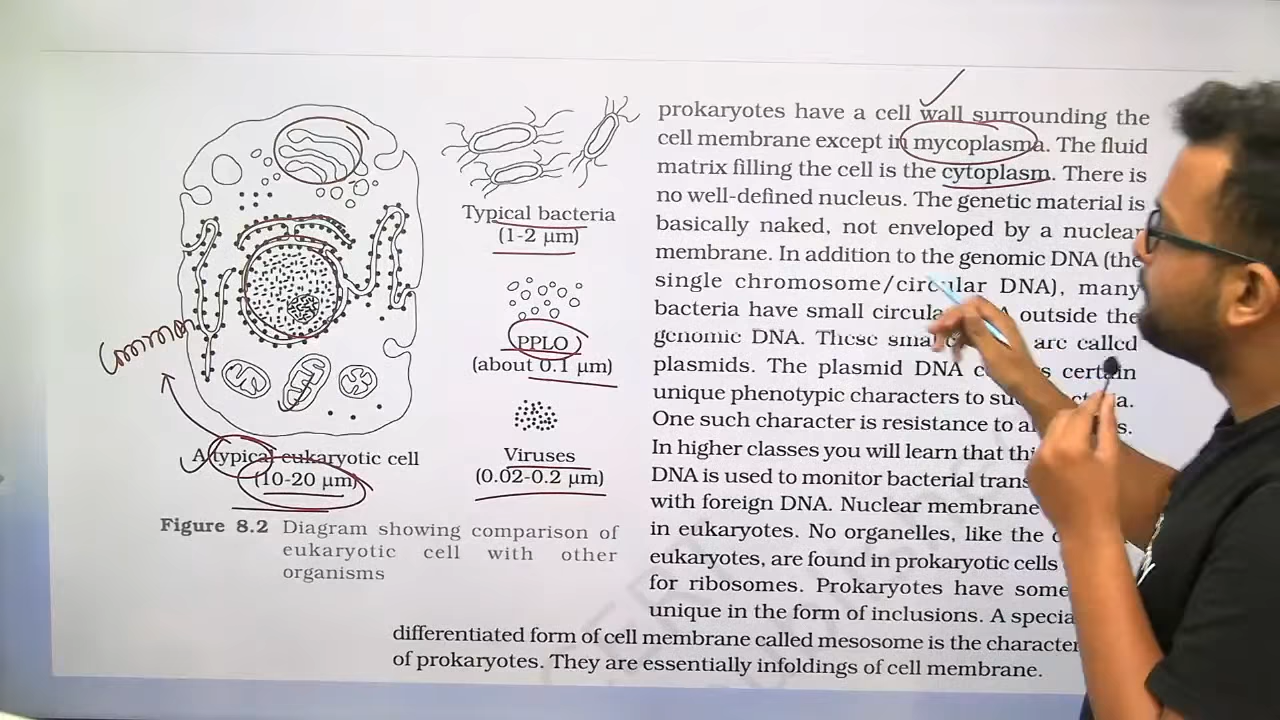 prokaryotes have a cell wall surrounding the
cell membrane except in mycoplasma. The fluid
matrix filling the cell is the cytoplasm. There is
no well-defined nucleus. The genetic material is
basically naked, not enveloped by a nuclear
membrane. In addition to the genomic DNA (the
single chromosome/circular DNA), many
bacteria have small circula outside the
genomic DNA. These sma are called
plasmids. The plasmid DNA c s certain
unique phenotypic characters to su a.
One such character is resistance to a s.
In higher classes you will learn that thi
DNA is used to monitor bacterial trans
with foreign DNA. Nuclear membrane
in eukaryotes. No organelles, like the
eukaryotes, are found in prokaryotic cells
for ribosomes. Prokaryotes have some
unique in the form of inclusions. A specia
differentiated form of cell membrane called mesosome is the character
of prokaryotes. They are essentially infoldings of cell membrane.
Typical bacteria
(1-2 μm)
PPLO
(about 0.1 μm)
Viruses
(0.02-0.2 μm)
common
A typical eukaryotic cell
(10-20 μm)
Figure 8.2 Diagram showing comparison of
eukaryotic cell with other
organisms